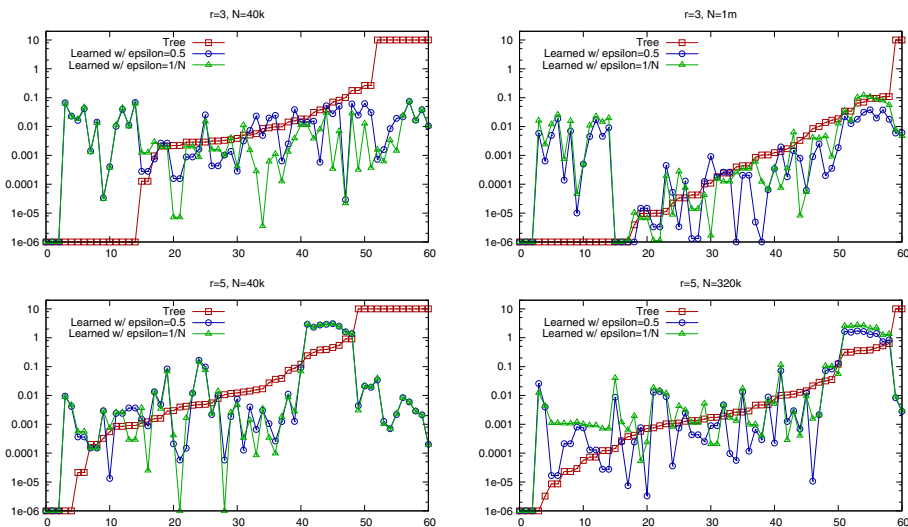 r=3, N=40k
10
1
0.1
0.01
0.001
0.0001
1e-05
1e-06
0 10 20 30 40 50 60
Tree
Learned w/ epsilon=0.5
Learned w/ epsilon=1/N
r=3, N=1m
10
1
0.1
0.01
0.001
0.0001
1e-05
1e-06
0 10 20 30 40 50 60
Tree
Learned w/ epsilon=0.5
Learned w/ epsilon=1/N
r=5, N=40k
10
1
0.1
0.01
0.001
0.0001
1e-05
1e-06
0 10 20 30 40 50 60
Tree
Learned w/ epsilon=0.5
Learned w/ epsilon=1/N
r=5, N=320k
10
1
0.1
0.01
0.001
0.0001
1e-05
1e-06
0 10 20 30 40 50 60
Tree
Learned w/ epsilon=0.5
Learned w/ epsilon=1/N